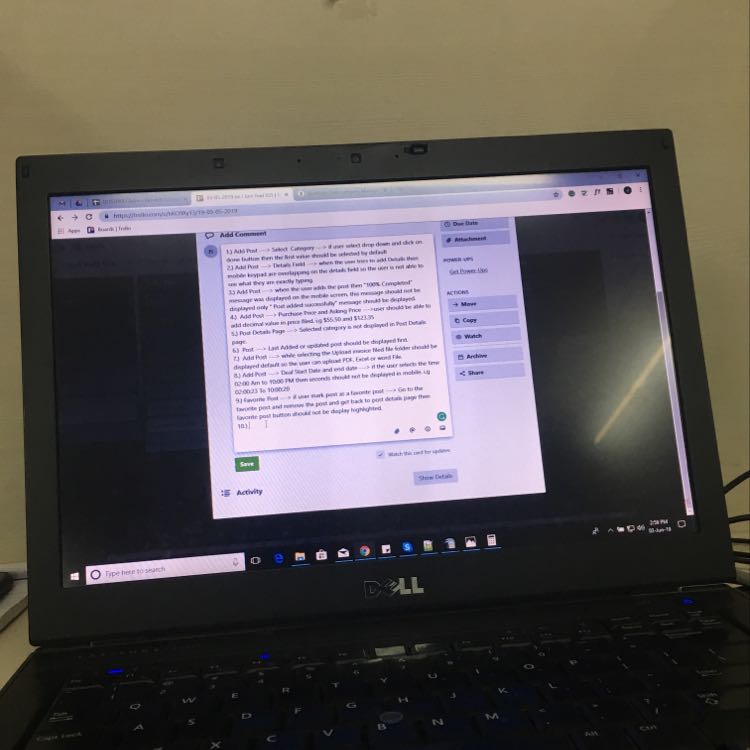 https://trello.com/c/
Apps
Boards | Trello
Add Comment
1.) Add Post ---> Select Category ---> if user select drop down and click on
done button then the first value should be selected by default
2.) Add Post ---> Details Field ---> when the user tries to add Details then
mobile keypad are overlapping on the details field so the user is not able to
see what they are exactly typing.
3.) Add Post ---> when the user adds the post then "100% Completed"
message was displayed on the mobile screen, this message should not be
displayed only " Post added successfully" message should be displayed.
4.) Add Post ---> Purchase Price and Asking Price --->user should be able to
add decimal value in price filed, i.g $55.50 and $123.35
5.) Post Details Page ---> Selected category is not displayed in Post Details
page.
6.) Post ---> Last Added or updated post should be displayed first.
7.) Add Post ---> while selecting the Upload invoice filed file folder should be
displayed default so the user can upload PDF, Excel or word File.
8.) Add Post ---> Deal Start Date and end date ---> if the user selects the time
02:00 Am to 10:00 PM then seconds should not be displayed in mobile. i.g
02:00:23 To 10:00:20
9.) Favorite Post ---> if user mark post as a favorite post ---> Go to the
favorite post and remove the post and get back to post details page then
favorite post button should not be display highlighted.
10.)
Save
Watch this card for updates
Show Details
Activity
Due Date
Attachment
POWER-UPS
Get Power-Ups
ACTIONS
Move
Copy
Watch
Archive
Share
Type here to search
2:58 PM
03-Jun-19
DELL
Q W E R T Y U I O P
A S D F G H J K L
X C V B N M
Caps Lock
Alt
Ctrl